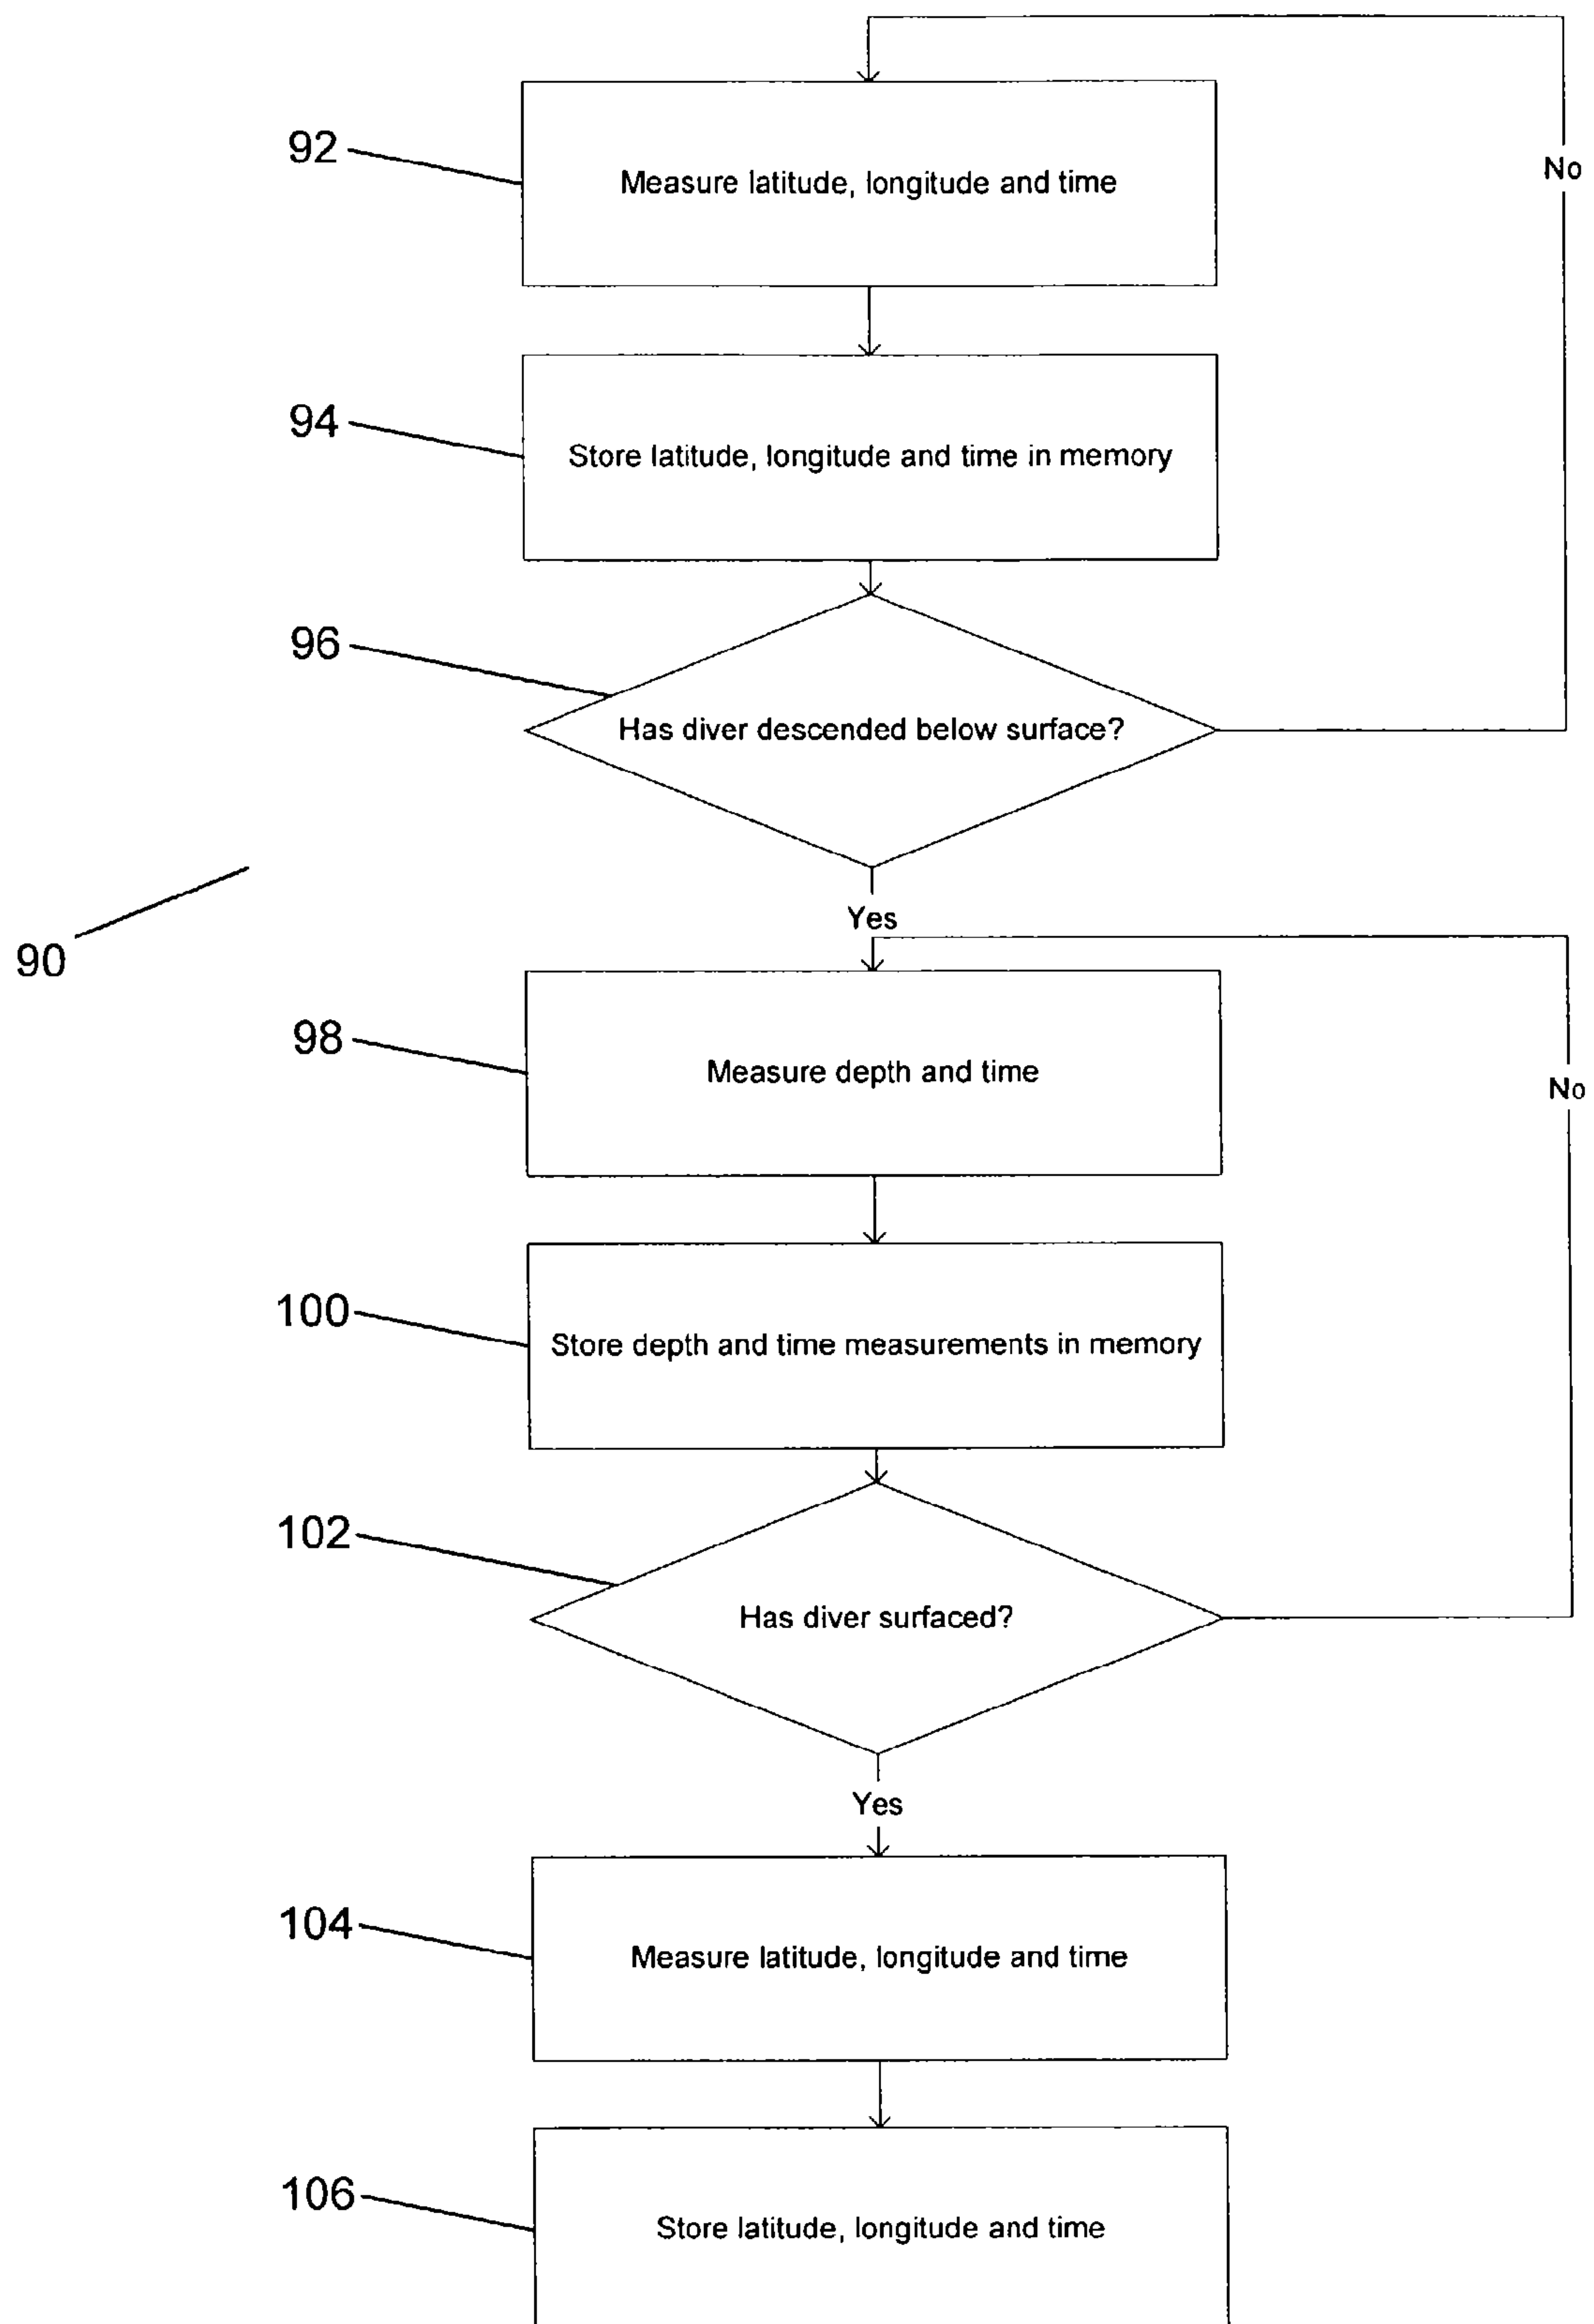 92
Measure latitude, longitude and time
No
94
Store latitude, longitude and time in memory
96
Has diver descended below surface?
Yes
90
98
Measure depth and time
No
100
Store depth and time measurements in memory
102
Has diver surfaced?
Yes
104
Measure latitude, longitude and time
106
Store latitude, longitude and time